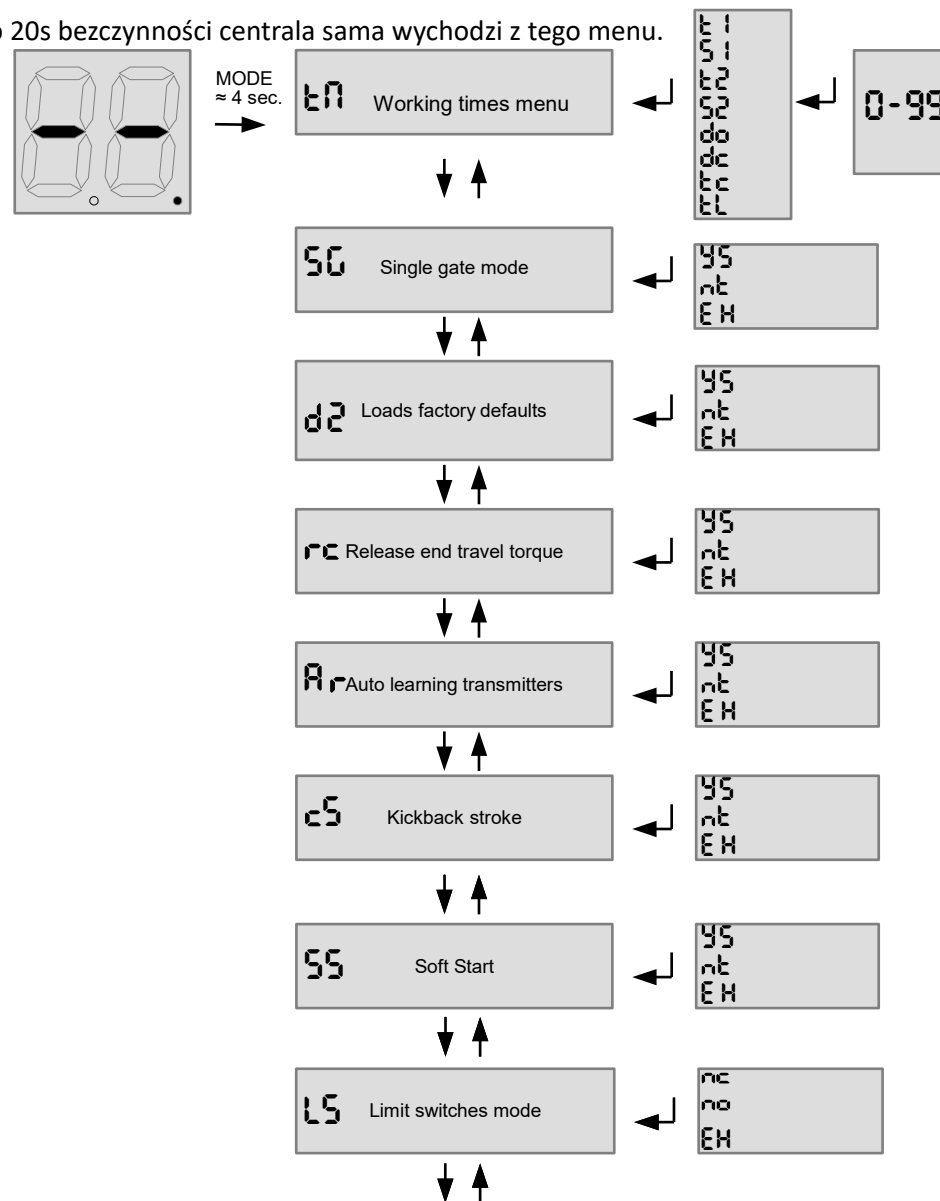 20s bezczynności centrala sama wychodzi z tego menu.
MODE
≈ 4 sec.
tM Working times menu
t1
S1
t2
S2
do
dc
tc
tL
0-99
SG Single gate mode
YS
nt
EH
d2 Loads factory defaults
YS
nt
EH
rc Release end travel torque
YS
nt
EH
Ar Auto learning transmitters
YS
nt
EH
cS Kickback stroke
YS
nt
EH
SS Soft Start
YS
nt
EH
LS Limit switches mode
nc
no
EH